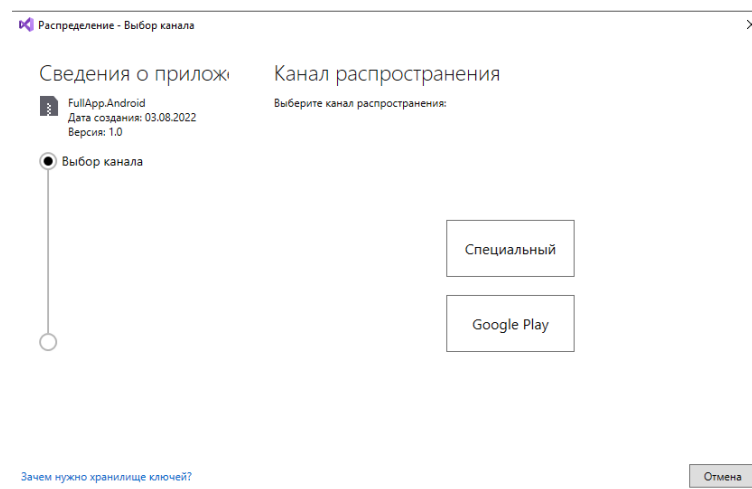 Распределение - Выбор канала
Сведения о прилож
Канал распространения
FullApp.Android
Дата создания: 03.08.2022
Версия: 1.0
Выберите канал распространения:
Выбор канала
Специальный
Google Play
Зачем нужно хранилище ключей?
Отмена